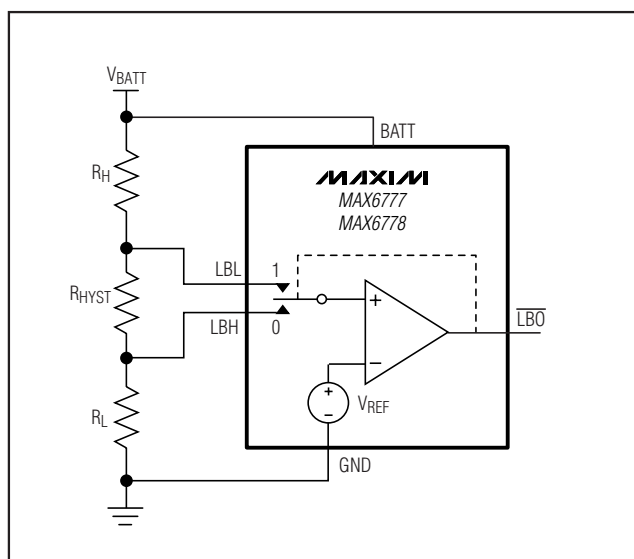 VBATT
BATT
RH
MAXIM
MAX6777
MAX6778
LBL
1
RHYST
LBH
0
+
−
LBO
+
−
VREF
RL
GND